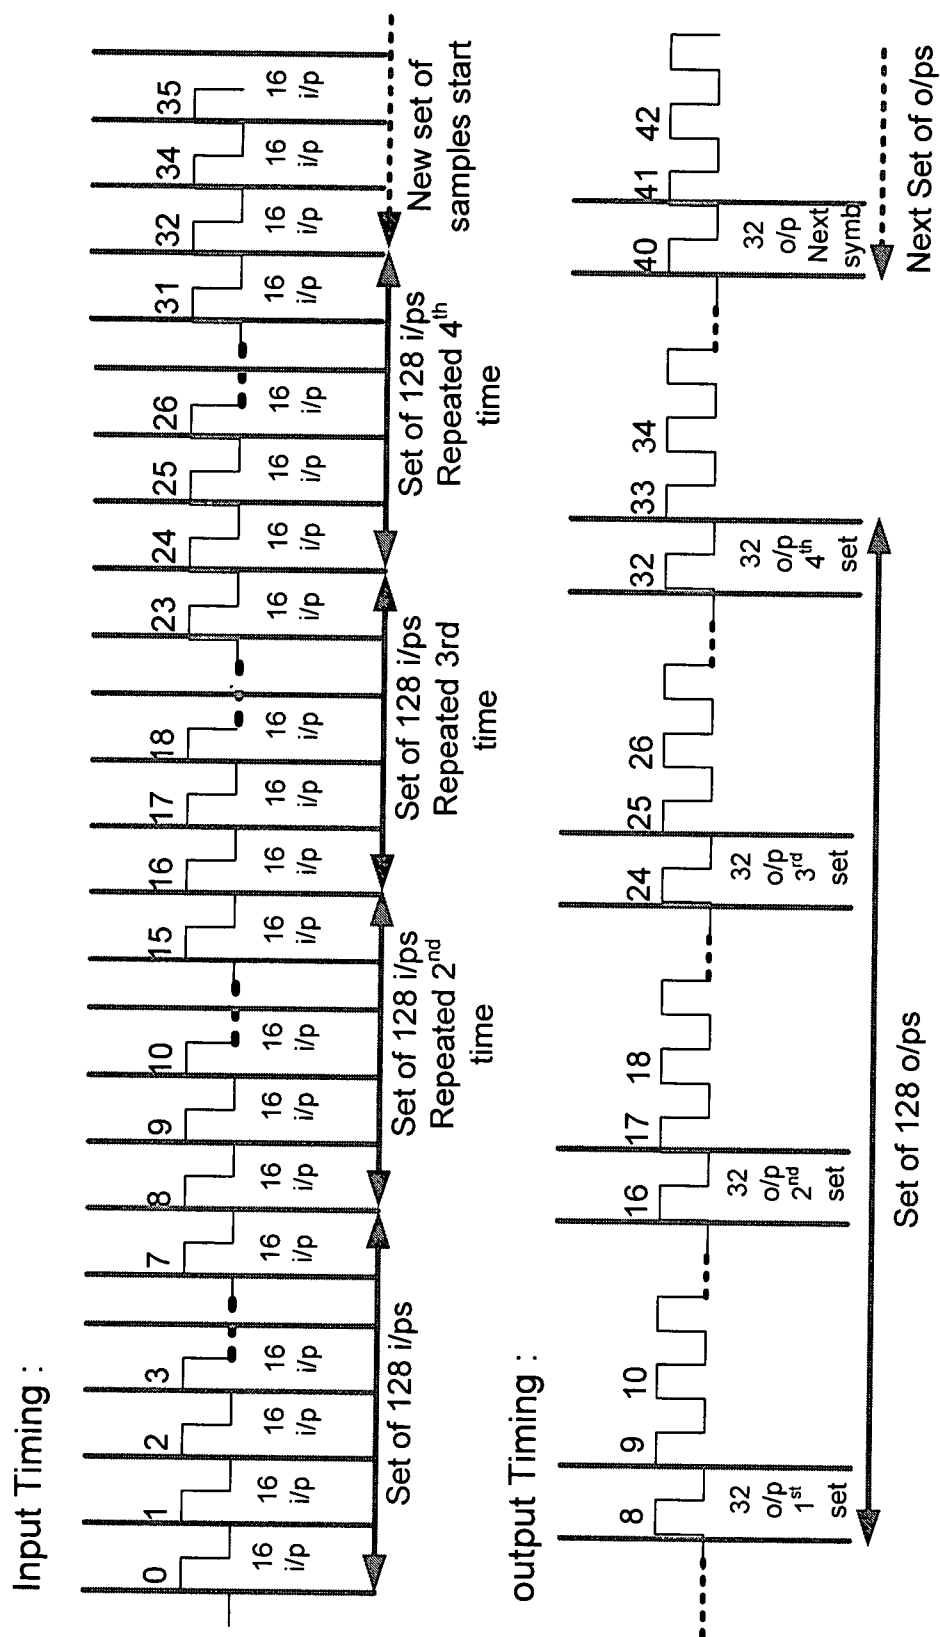 Input Timing :
0 1 2 3 7 8 9 10 15 16 17 18 23 24 25 26 31 32 34 35
16 16 16 16 16 16 16 16 16 16 16 16 16 16 16 16 16 16 16 16
i/p i/p i/p i/p i/p i/p i/p i/p i/p i/p i/p i/p i/p i/p i/p i/p i/p i/p i/p i/p
Set of 128 i/ps
Set of 128 i/ps
Repeated 2nd
time
Set of 128 i/ps
Repeated 3rd
time
Set of 128 i/ps
Repeated 4th
time
New set of
samples start
output Timing :
8 9 10 16 17 18 24 25 26 32 33 34 40 41 42
32
o/p
1st
set
32
o/p
2nd
set
32
o/p
3rd
set
32
o/p
4th
set
32
o/p
Next
symb
Set of 128 o/ps
Next Set of o/ps